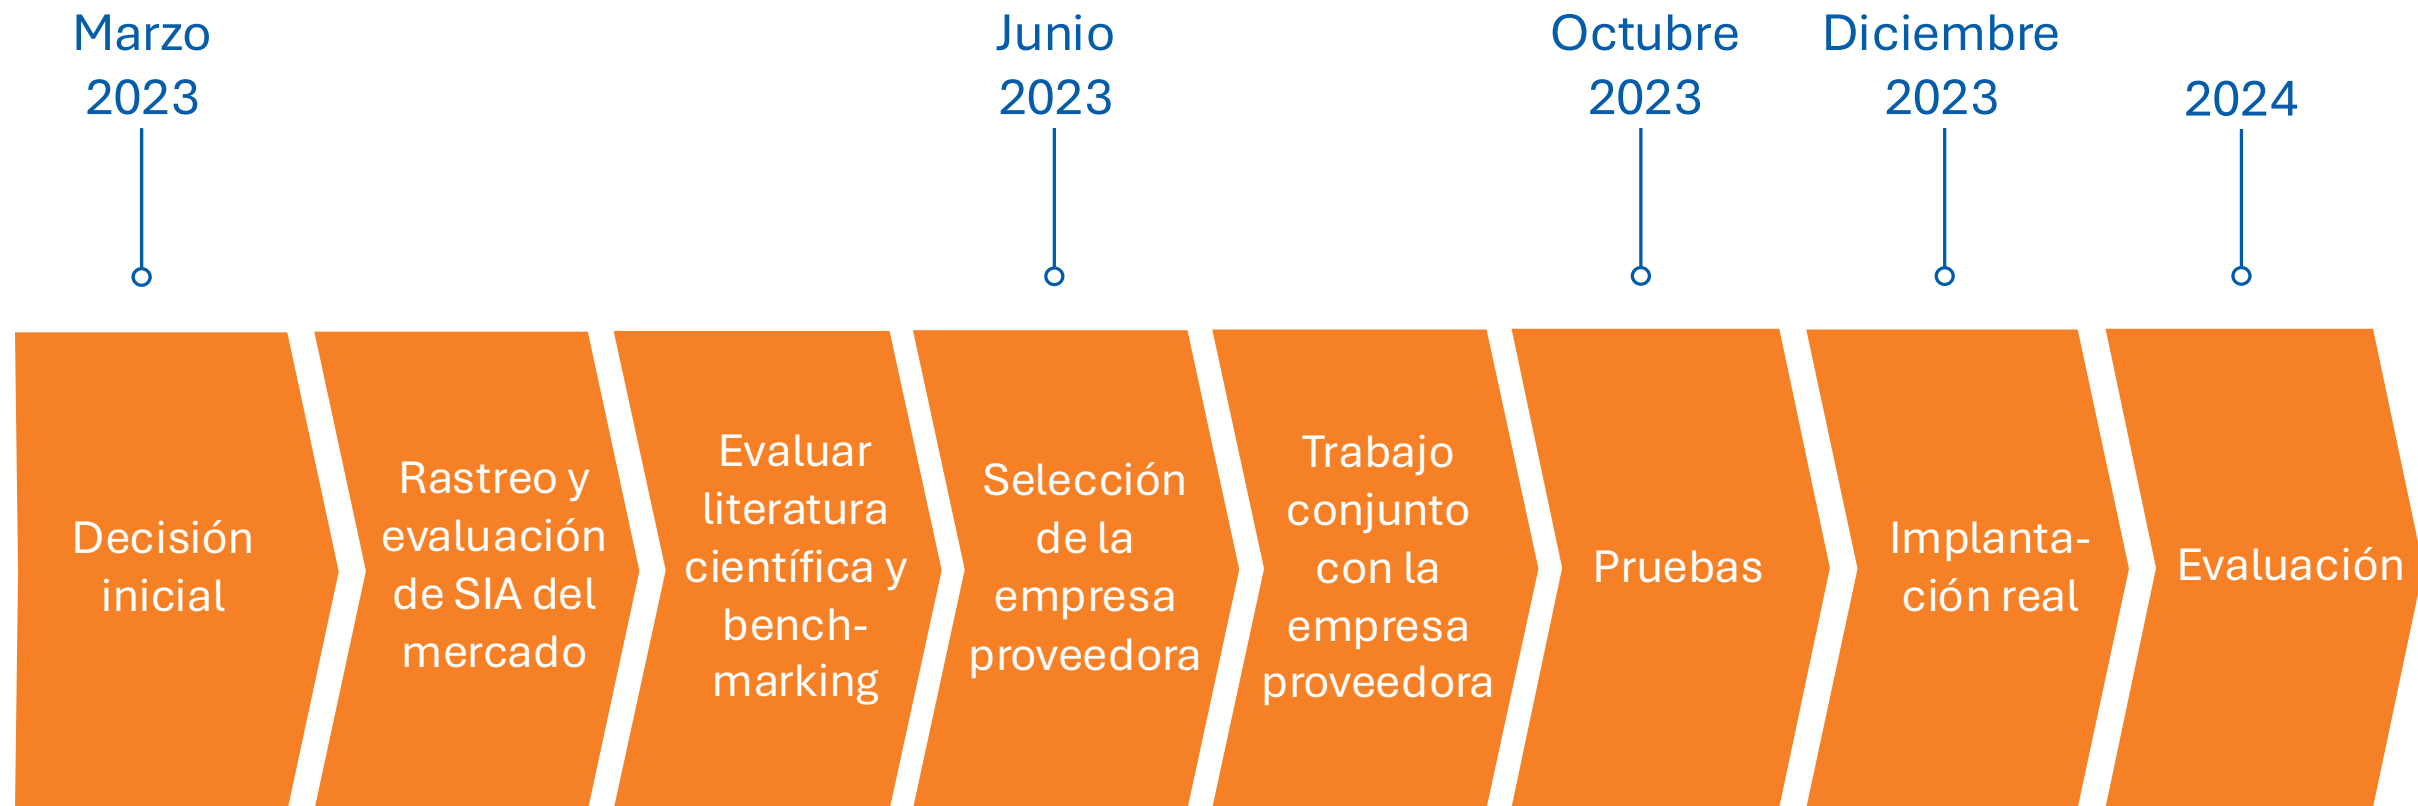 Marzo
2023
Junio
2023
Octubre
2023
Diciembre
2023
2024
Decisión
inicial
Rastreo y
evaluación
de SIA del
mercado
Evaluar
literatura
científica y
bench-
marking
Selección
de la
empresa
proveedora
Trabajo
conjunto
con la
empresa
proveedora
Pruebas
Implanta-
ción real
Evaluación